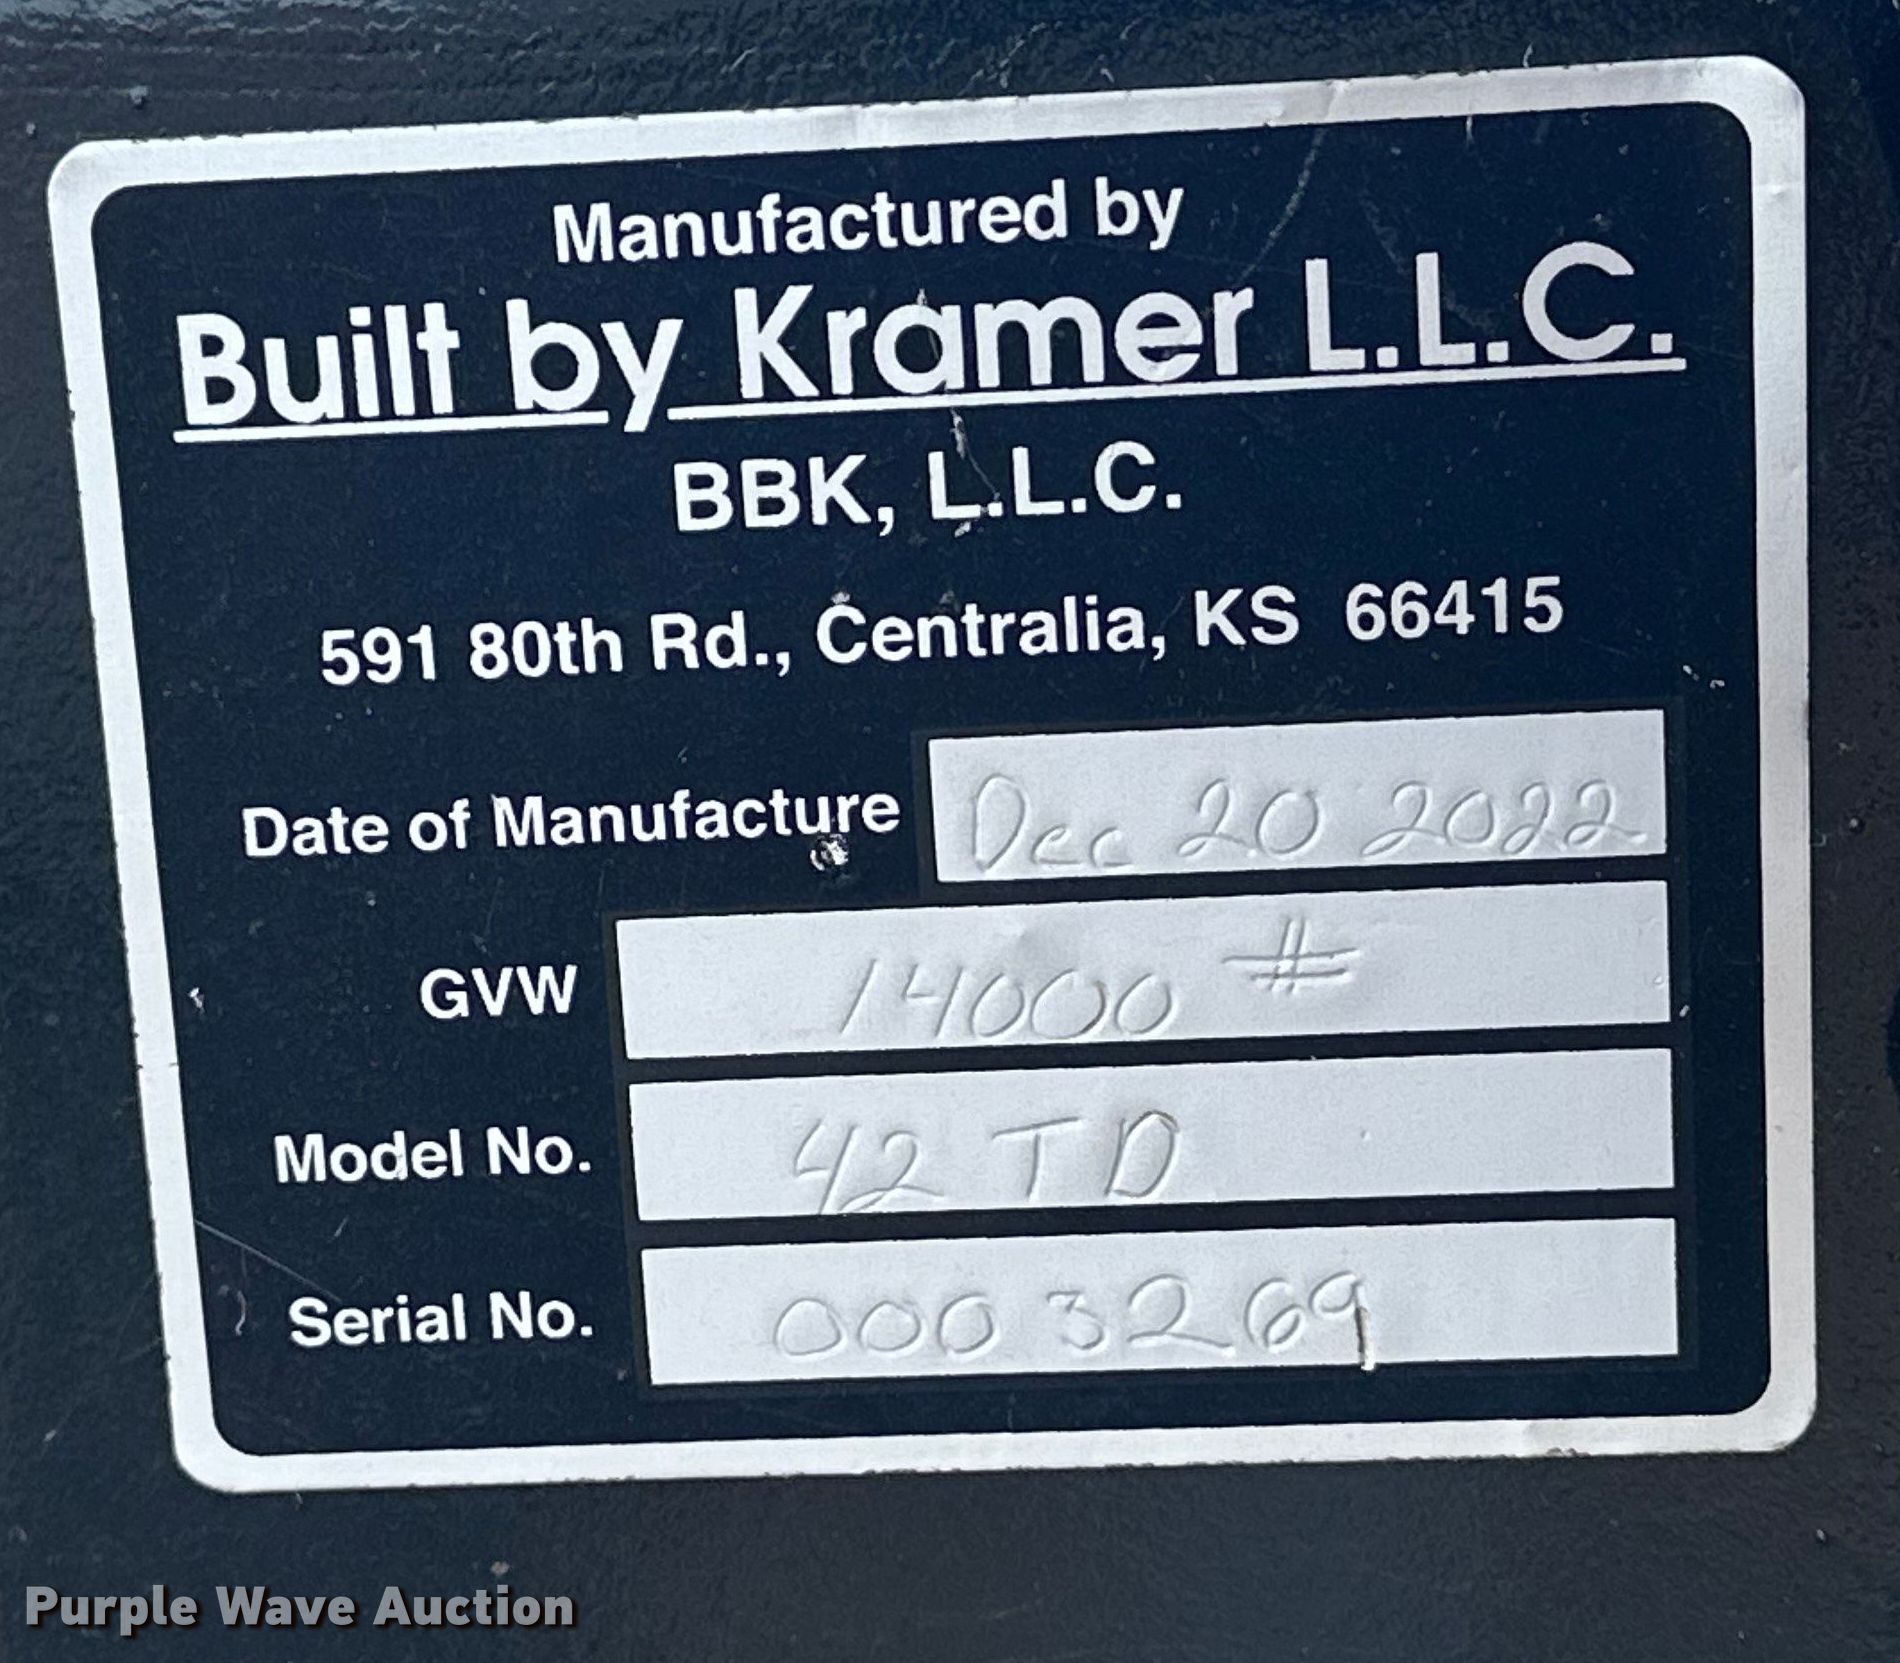 Manufactured by
Built by Kramer L.L.C.
BBK, L.L.C.
591 80th Rd., Centralia, KS 66415
Date of Manufacture Dec 20 2022
GVW 14000 #
Model No. 42 TD
Serial No. 0003269
Purple Wave Auction